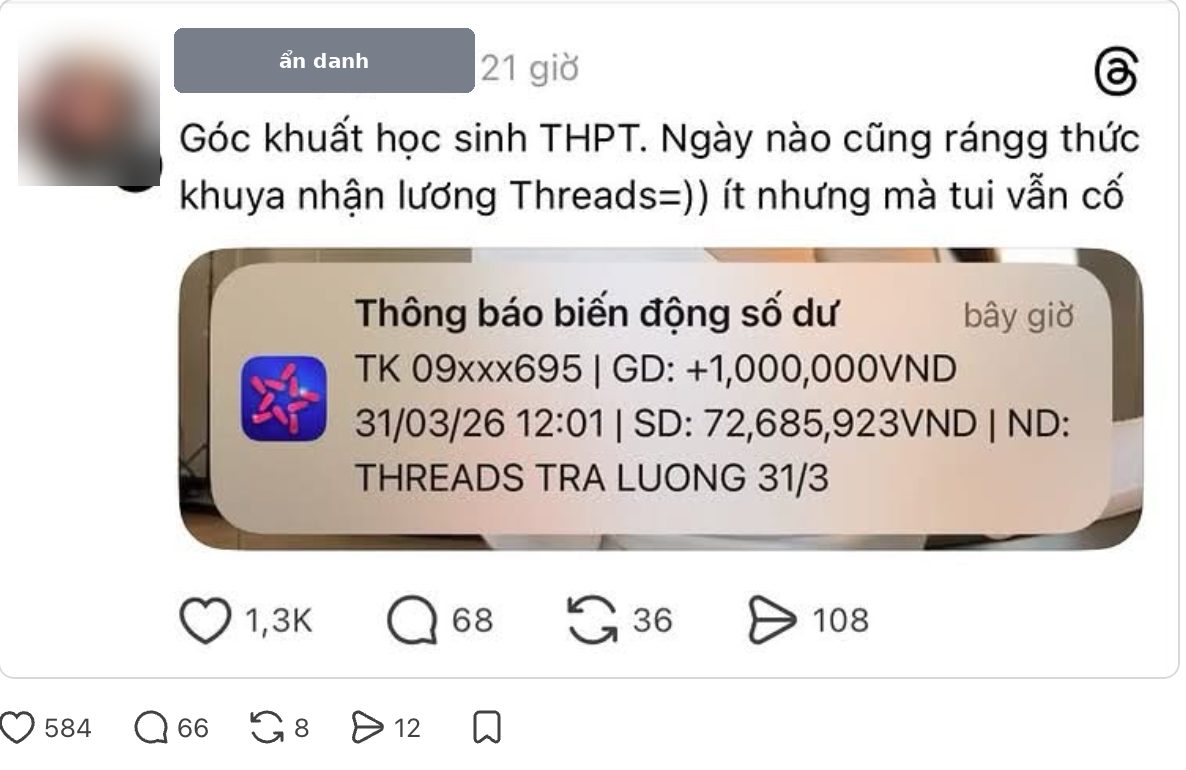 ẩn danh
21 giờ
Góc khuất học sinh THPT. Ngày nào cũng rángg thức
khuya nhận lương Threads=)) ít nhưng mà tui vẫn cố
Thông báo biến động số dư
bây giờ
TK 09xxx695 | GD: +1,000,000VND
31/03/26 12:01 | SD: 72,685,923VND | ND:
THREADS TRA LUONG 31/3
1,3K 68 36 108
584 66 8 12